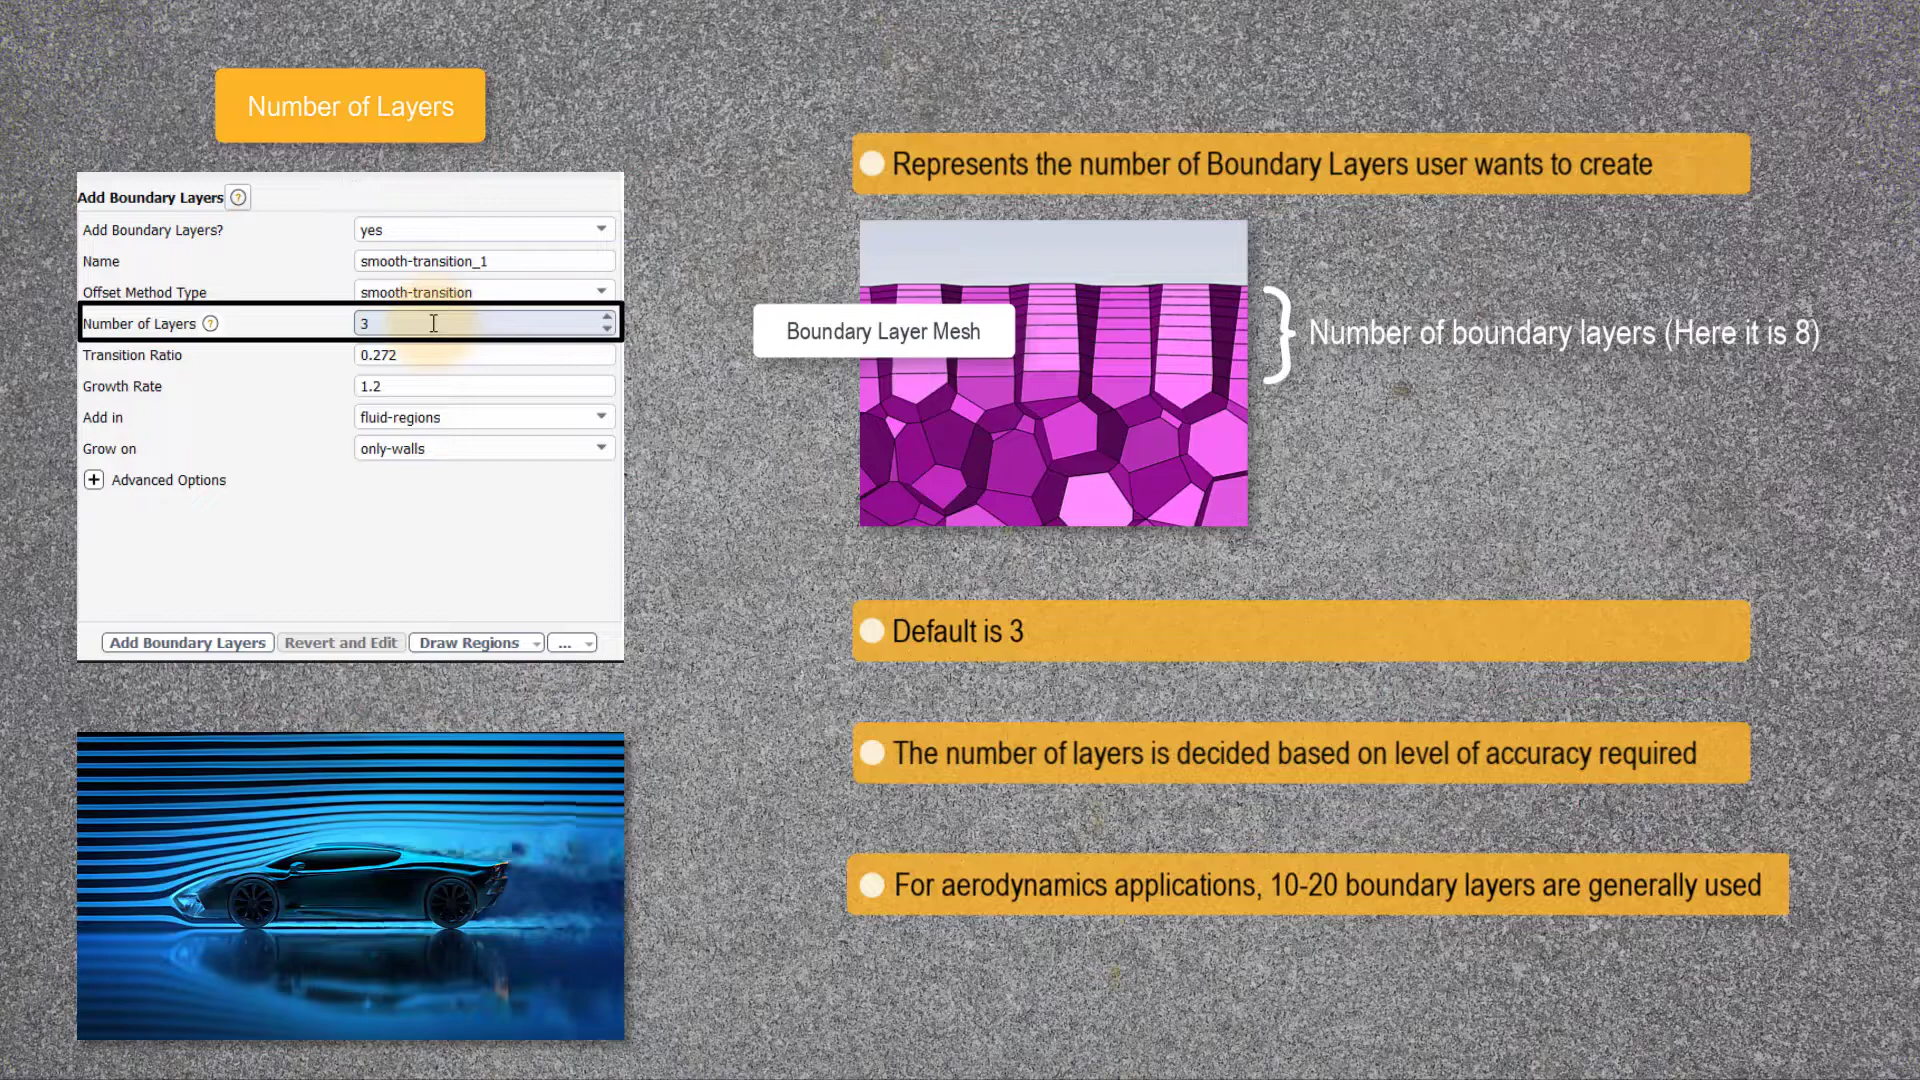 Number of Layers
Add Boundary Layers ?
Add Boundary Layers? yes
Name smooth-transition_1
Offset Method Type smooth-transition
Number of Layers ? 3
Transition Ratio 0.272
Growth Rate 1.2
Add in fluid-regions
Grow on only-walls
+ Advanced Options
Add Boundary Layers Revert and Edit Draw Regions ...
Represents the number of Boundary Layers user wants to create
Boundary Layer Mesh
Number of boundary layers (Here it is 8)
Default is 3
The number of layers is decided based on level of accuracy required
For aerodynamics applications, 10-20 boundary layers are generally used